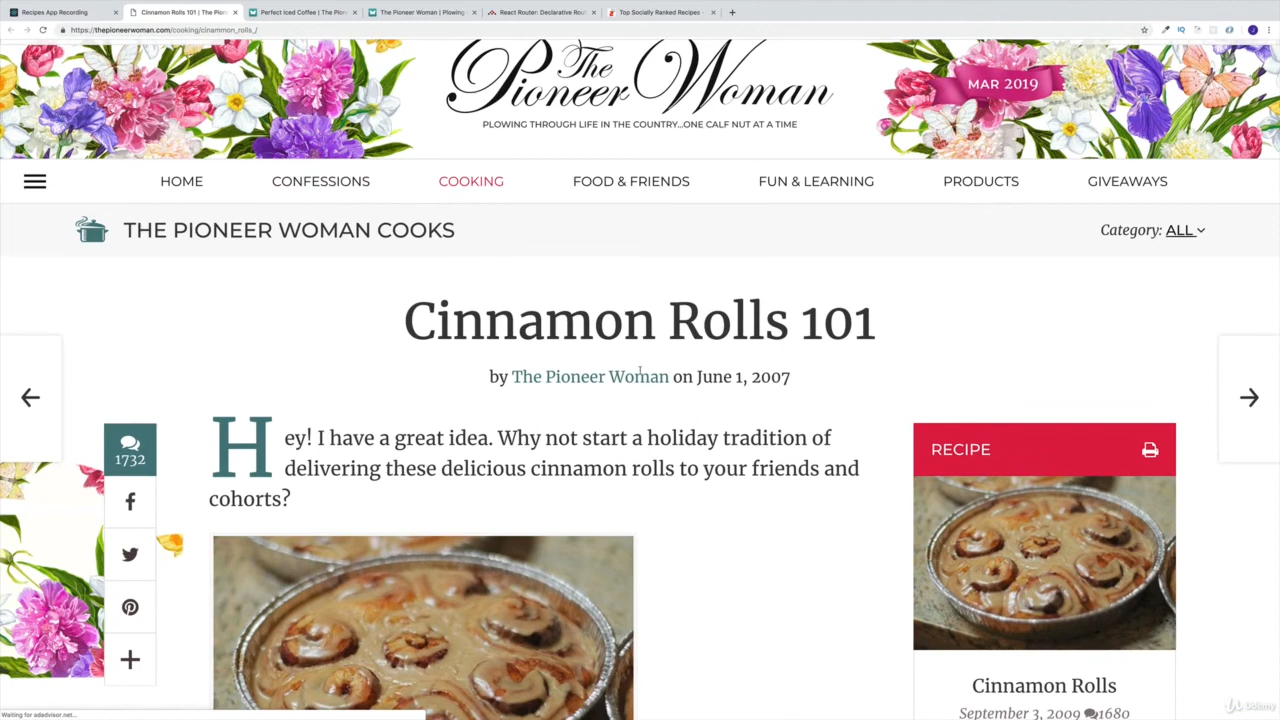 Recipes App Recording
Cinnamon Rolls 101 | The Pion
Perfect Iced Coffee | The Pion
The Pioneer Woman | Plowing
React Router: Declarative Rou
Top Socially Ranked Recipes -
https://thepioneerwoman.com/cooking/cinammon_rolls_/
The
Pioneer Woman
PLOWING THROUGH LIFE IN THE COUNTRY...ONE CALF NUT AT A TIME
MAR 2019
HOME
CONFESSIONS
COOKING
FOOD & FRIENDS
FUN & LEARNING
PRODUCTS
GIVEAWAYS
THE PIONEER WOMAN COOKS
Category: ALL
Cinnamon Rolls 101
by The Pioneer Woman on June 1, 2007
1732
Hey! I have a great idea. Why not start a holiday tradition of
delivering these delicious cinnamon rolls to your friends and
cohorts?
RECIPE
Cinnamon Rolls
September 3, 2009 1680
Waiting for adadvisor.net...
Udemy